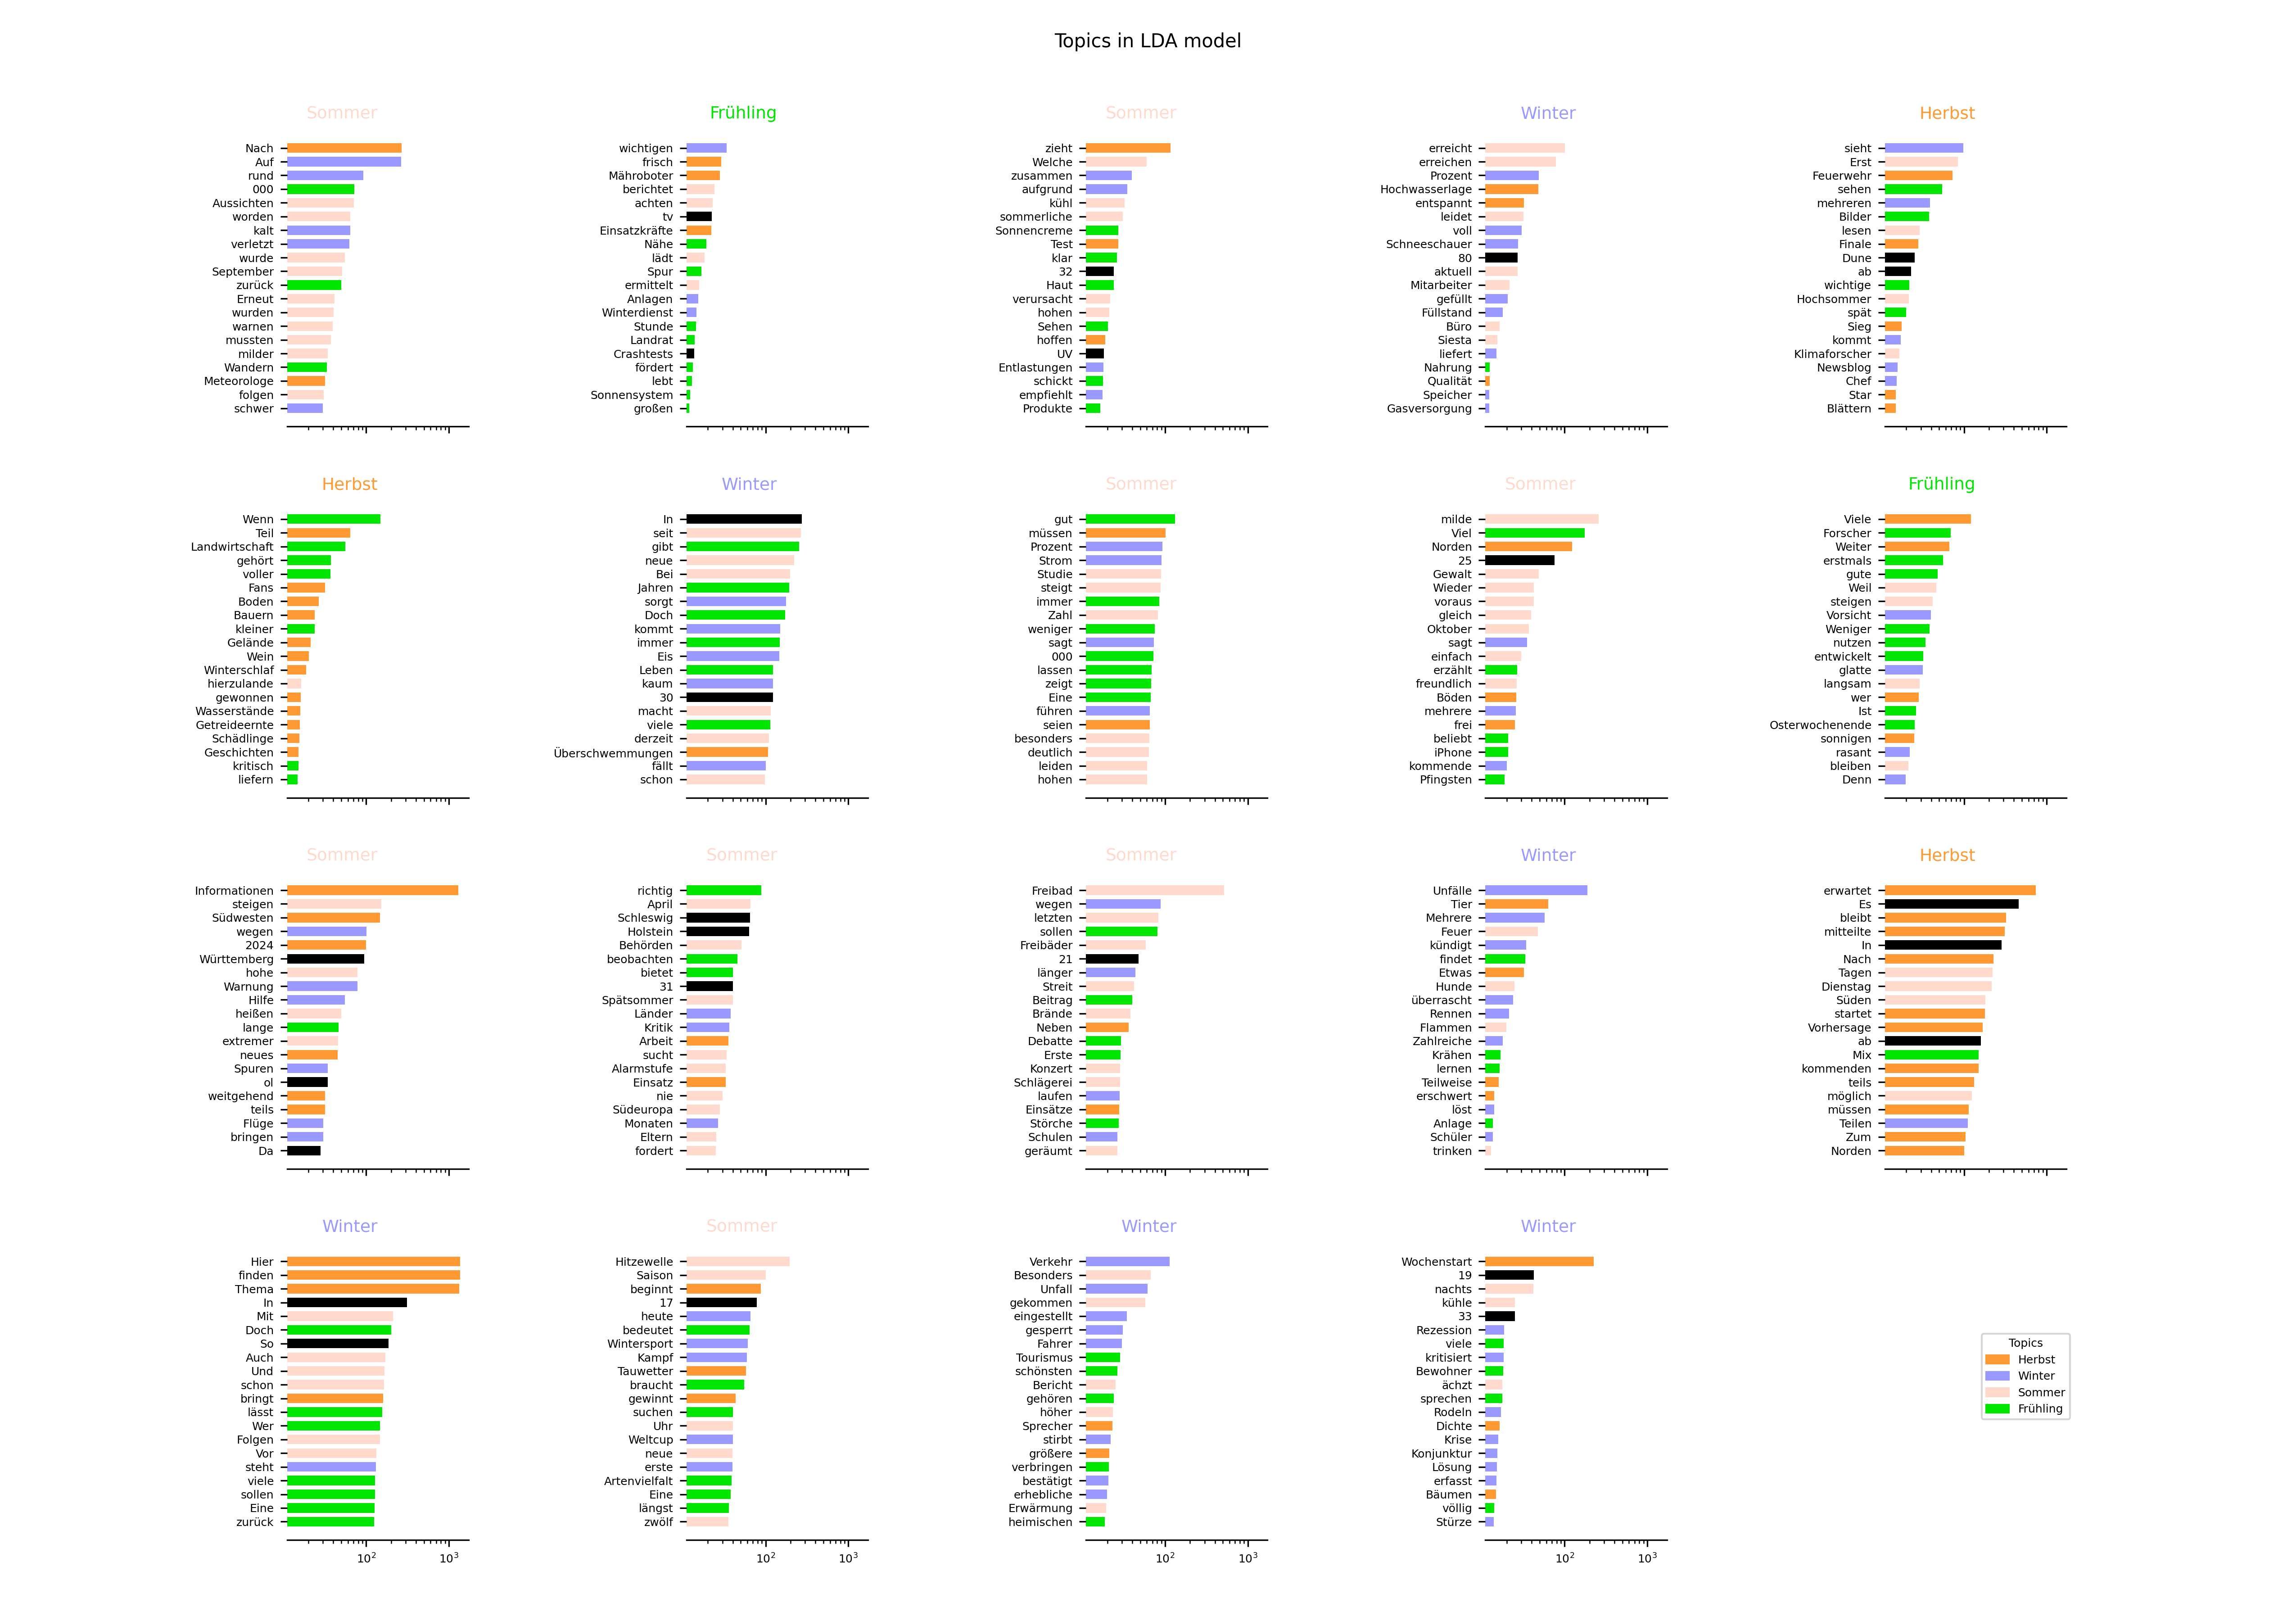 Topics in LDA model
Sommer
Nach
Auf
rund
000
Aussichten
worden
kalt
verletzt
wurde
September
zurück
Erneut
wurden
warnen
mussten
milder
Wandern
Meteorologe
folgen
schwer
Frühling
wichtigen
frisch
Mähroboter
berichtet
achten
tv
Einsatzkräfte
Nähe
lädt
Spur
ermittelt
Anlagen
Winterdienst
Stunde
Landrat
Crashtests
fördert
lebt
Sonnensystem
großen
Sommer
zieht
Welche
zusammen
aufgrund
kühl
sommerliche
Sonnencreme
Test
klar
32
Haut
verursacht
hohen
Sehen
hoffen
UV
Entlastungen
schickt
empfiehlt
Produkte
Winter
erreicht
erreichen
Prozent
Hochwasserlage
entspannt
leidet
voll
Schneeschauer
80
aktuell
Mitarbeiter
gefüllt
Füllstand
Büro
Siesta
liefert
Nahrung
Qualität
Speicher
Gasversorgung
Herbst
sieht
Erst
Feuerwehr
sehen
mehreren
Bilder
lesen
Finale
Dune
ab
wichtige
Hochsommer
spät
Sieg
kommt
Klimaforscher
Newsblog
Chef
Star
Blättern
Herbst
Wenn
Teil
Landwirtschaft
gehört
voller
Fans
Boden
Bauern
kleiner
Gelände
Wein
Winterschlaf
hierzulande
gewonnen
Wasserstände
Getreideernte
Schädlinge
Geschichten
kritisch
liefern
Winter
In
seit
gibt
neue
Bei
Jahren
sorgt
Doch
kommt
immer
Eis
Leben
kaum
30
macht
viele
derzeit
Überschwemmungen
fällt
schon
Sommer
gut
müssen
Prozent
Strom
Studie
steigt
immer
Zahl
weniger
sagt
000
lassen
zeigt
Eine
führen
seien
besonders
deutlich
leiden
hohen
Sommer
milde
Viel
Norden
25
Gewalt
Wieder
voraus
gleich
Oktober
sagt
einfach
erzählt
freundlich
Böden
mehrere
frei
beliebt
iPhone
kommende
Pfingsten
Frühling
Viele
Forscher
Weiter
erstmals
gute
Weil
steigen
Vorsicht
Weniger
nutzen
entwickelt
glatte
langsam
wer
Ist
Osterwochenende
sonnigen
rasant
bleiben
Denn
Sommer
Informationen
steigen
Südwesten
wegen
2024
Württemberg
hohe
Warnung
Hilfe
heißen
lange
extremer
neues
Spuren
ol
weitgehend
teils
Flüge
bringen
Da
Sommer
richtig
April
Schleswig
Holstein
Behörden
beobachten
bietet
31
Spätsommer
Länder
Kritik
Arbeit
sucht
Alarmstufe
Einsatz
nie
Südeuropa
Monaten
Eltern
fordert
Sommer
Freibad
wegen
letzten
sollen
Freibäder
21
länger
Streit
Beitrag
Brände
Neben
Debatte
Erste
Konzert
Schlägerei
laufen
Einsätze
Störche
Schulen
geräumt
Winter
Unfälle
Tier
Mehrere
Feuer
kündigt
findet
Etwas
Hunde
überrascht
Rennen
Flammen
Zahlreiche
Krähen
lernen
Teilweise
erschwert
löst
Anlage
Schüler
trinken
Herbst
erwartet
Es
bleibt
mitteilte
In
Nach
Tagen
Dienstag
Süden
startet
Vorhersage
ab
Mix
kommenden
teils
möglich
müssen
Teilen
Zum
Norden
Winter
Hier
finden
Thema
In
Mit
Doch
So
Auch
Und
schon
bringt
lässt
Wer
Folgen
Vor
steht
viele
sollen
Eine
zurück
10² 10³
Sommer
Hitzewelle
Saison
beginnt
17
heute
bedeutet
Wintersport
Kampf
Tauwetter
braucht
gewinnt
suchen
Uhr
Weltcup
neue
erste
Artenvielfalt
Eine
längst
zwölf
10² 10³
Winter
Verkehr
Besonders
Unfall
gekommen
eingestellt
gesperrt
Fahrer
Tourismus
schönsten
Bericht
gehören
höher
Sprecher
stirbt
größere
verbringen
bestätigt
erhebliche
Erwärmung
heimischen
10² 10³
Winter
Wochenstart
19
nachts
kühle
33
Rezession
viele
kritisiert
Bewohner
ächzt
sprechen
Rodeln
Dichte
Krise
Konjunktur
Lösung
erfasst
Bäumen
völlig
Stürze
10² 10³
Topics
Herbst
Winter
Sommer
Frühling